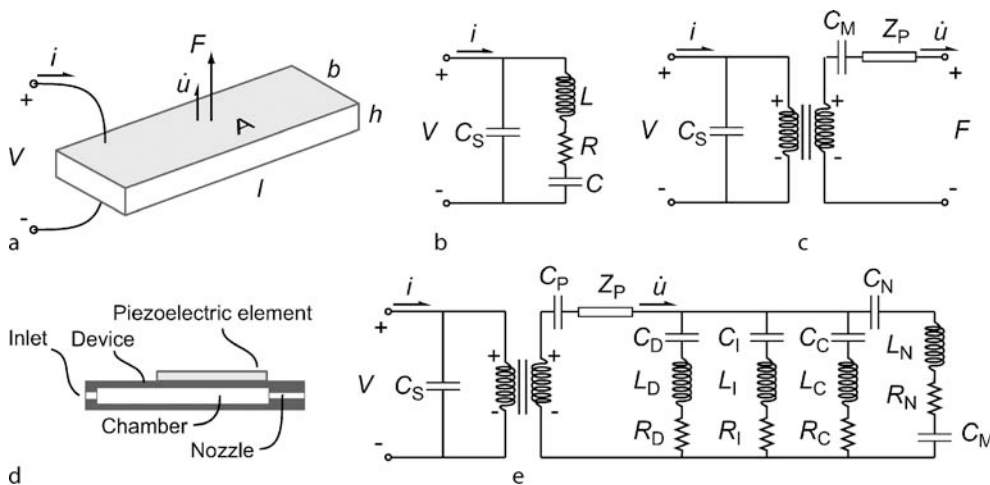 i
+
V
-
a
F
u̇
A
b
h
l
i
+
V
-
C_S
L
R
C
b
i
+
V
-
C_S
+
-
+
-
C_M
Z_P
u̇
+
F
-
c
Piezoelectric element
Inlet
Device
Chamber
Nozzle
d
i
+
V
-
C_S
+
-
+
-
C_P
Z_P
u̇
C_D
L_D
R_D
C_I
L_I
R_I
C_C
L_C
R_C
C_N
L_N
R_N
C_M
e